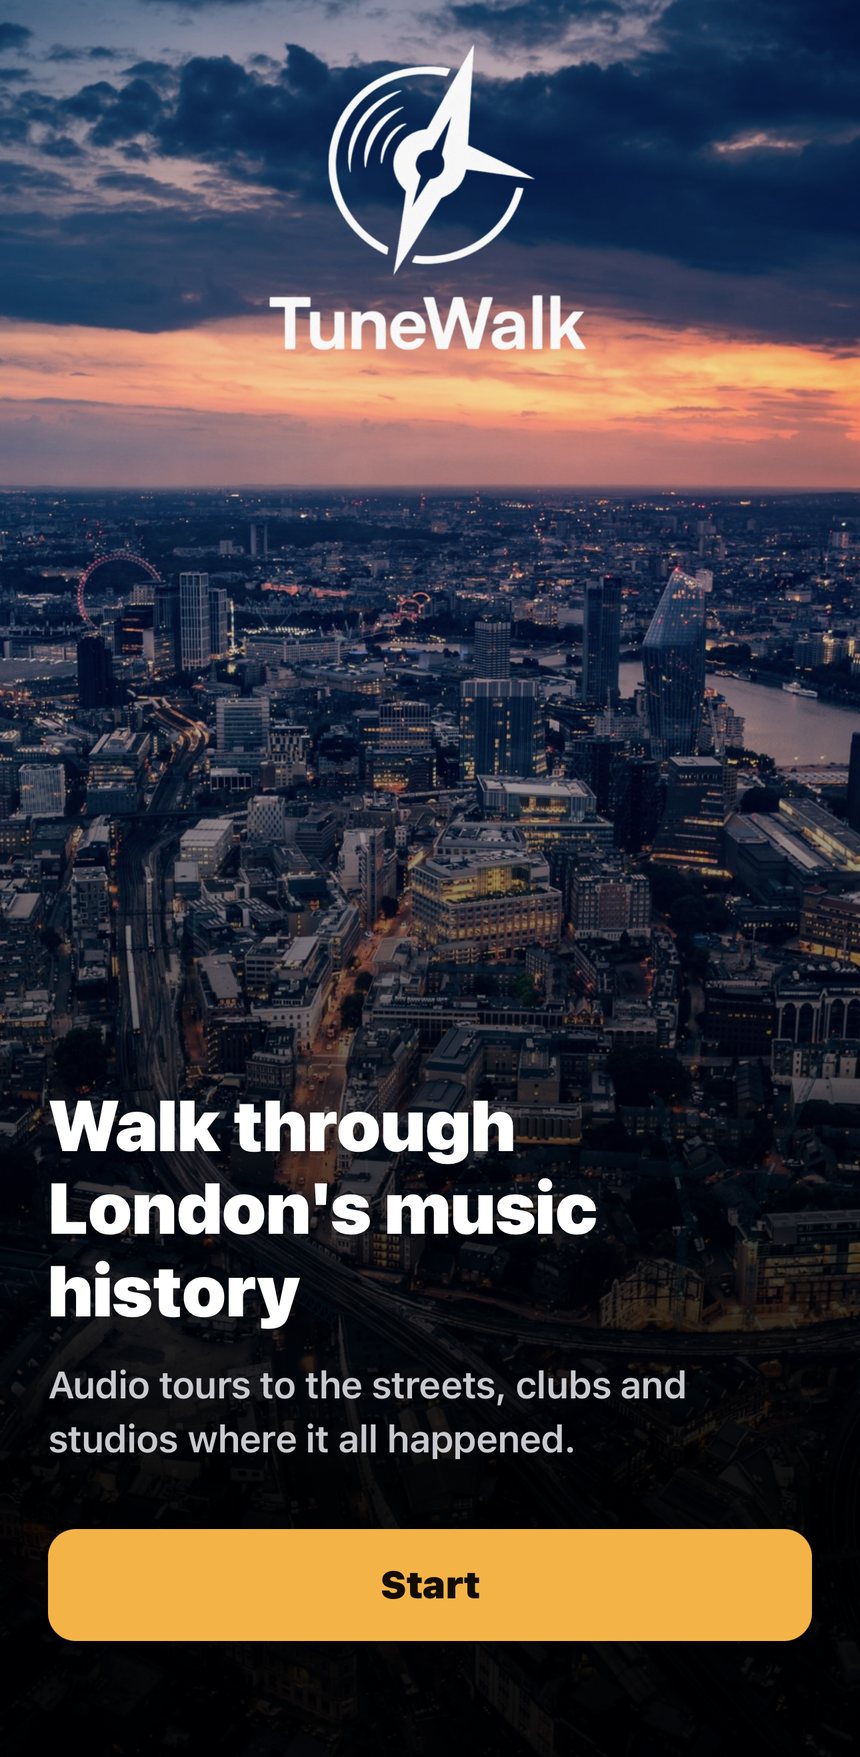 TuneWalk
Walk through
London's music
history
Audio tours to the streets, clubs and
studios where it all happened.
Start